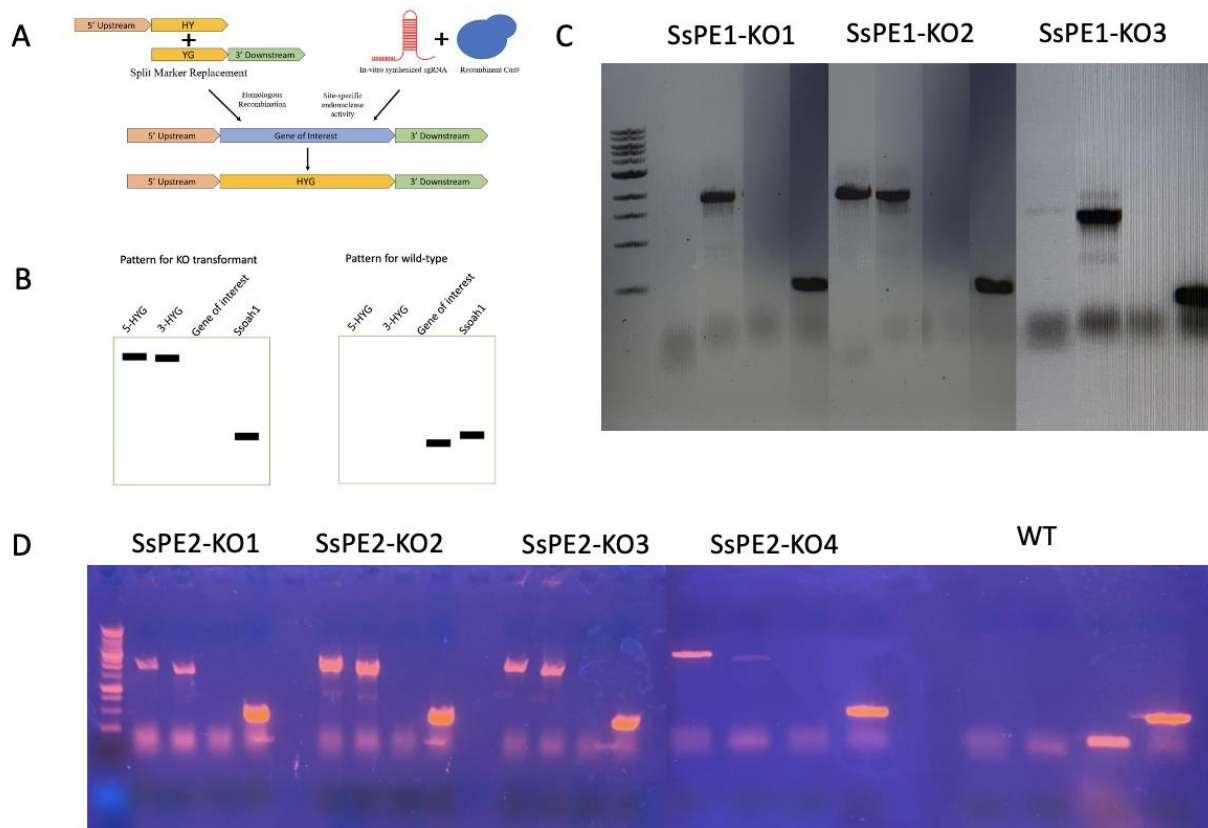 A
5' Upstream
HY
+
YG
3' Downstream
Split Marker Replacement
+
In-vitro synthesized sgRNA
Recombinant Cas9
Homologous
Recombination
Site-specific
endonuclease
activity
5' Upstream
Gene of Interest
3' Downstream
5' Upstream
HYG
3' Downstream
B
Pattern for KO transformant
5-HYG
3-HYG
Gene of interest
Ssoah1
Pattern for wild-type
5-HYG
3-HYG
Gene of interest
Ssoah1
C
SsPE1-KO1
SsPE1-KO2
SsPE1-KO3
D
SsPE2-KO1
SsPE2-KO2
SsPE2-KO3
SsPE2-KO4
WT